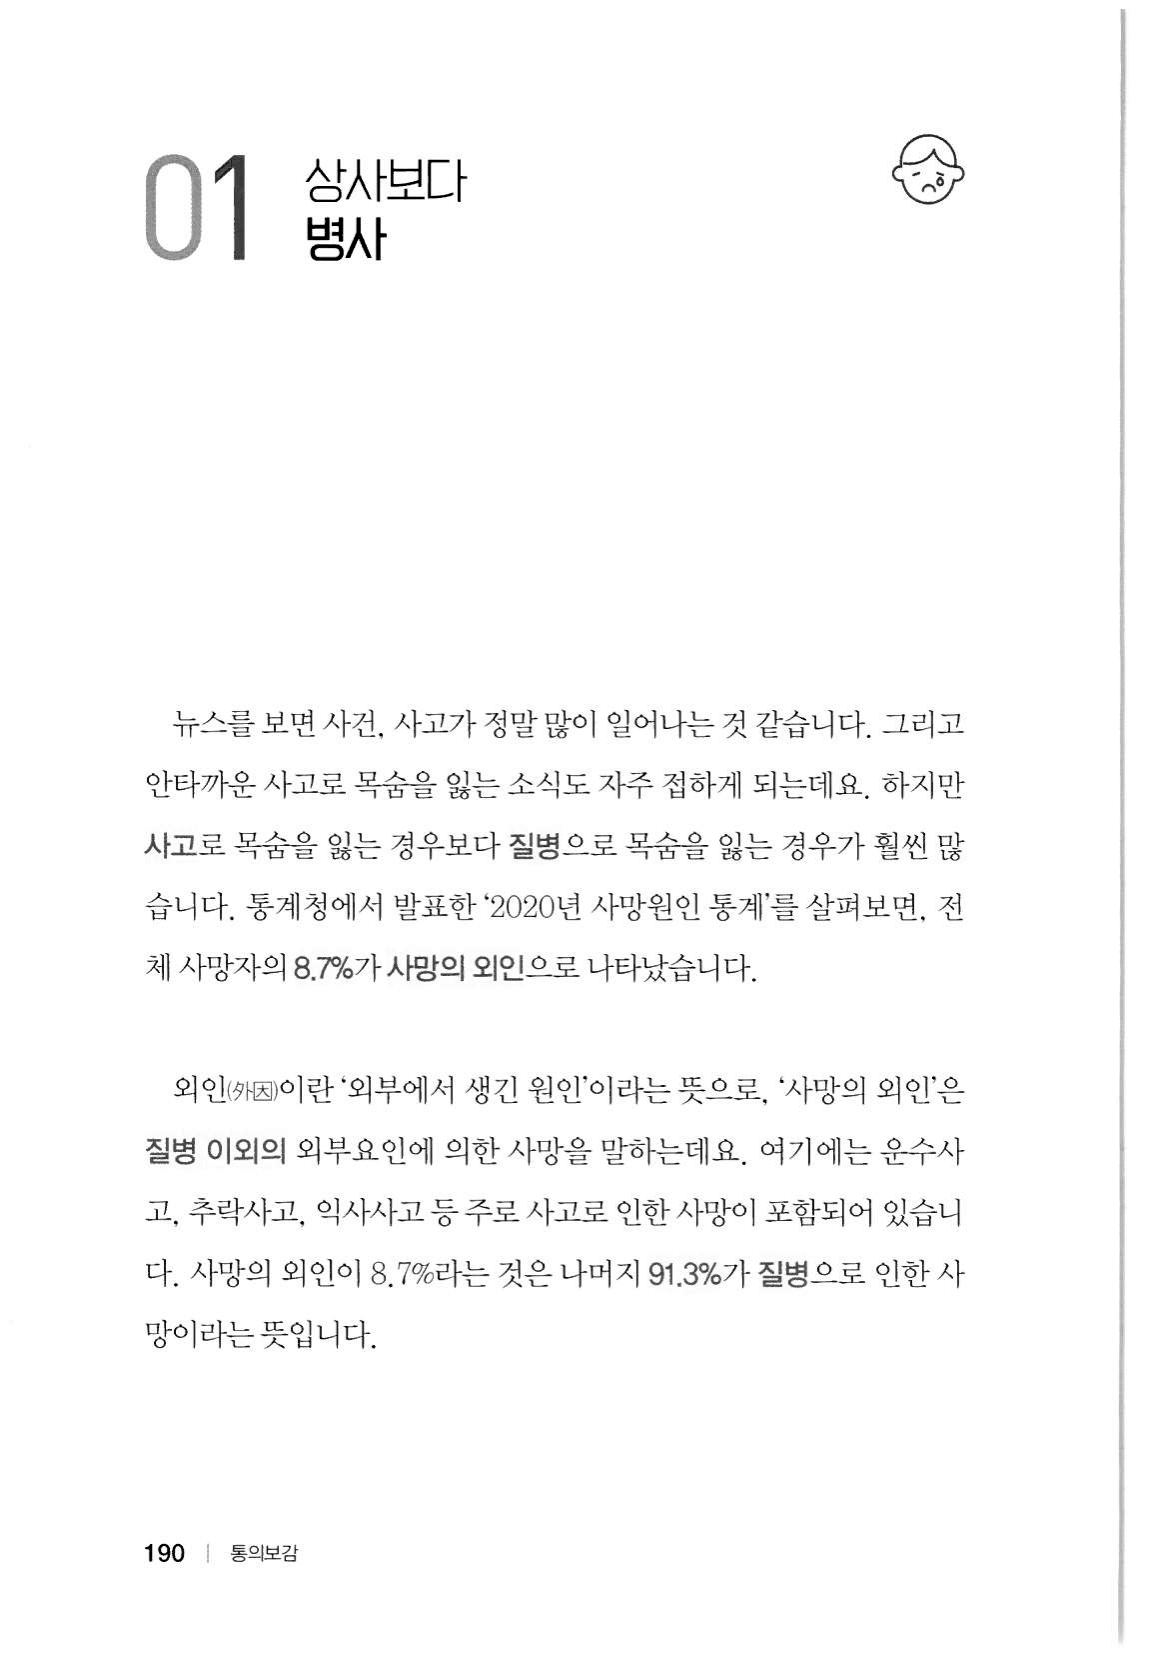 01
상사보다
병사
뉴스를 보면 사건, 사고가 정말 많이 일어나는 것 같습니다. 그리고
안타까운 사고로 목숨을 잃는 소식도 자주 접하게 되는데요. 하지만
사고로 목숨을 잃는 경우보다 질병으로 목숨을 잃는 경우가 훨씬 많
습니다. 통계청에서 발표한 ‘2020년 사망원인 통계’를 살펴보면, 전
체 사망자의 8.7%가 사망의 외인으로 나타났습니다.
외인(外因)이란 ‘외부에서 생긴 원인’이라는 뜻으로, ‘사망의 외인’은
질병 이외의 외부요인에 의한 사망을 말하는데요. 여기에는 운수사
고, 추락사고, 익사사고 등 주로 사고로 인한 사망이 포함되어 있습니
다. 사망의 외인이 8.7%라는 것은 나머지 91.3%가 질병으로 인한 사
망이라는 뜻입니다.
190 | 통의보감